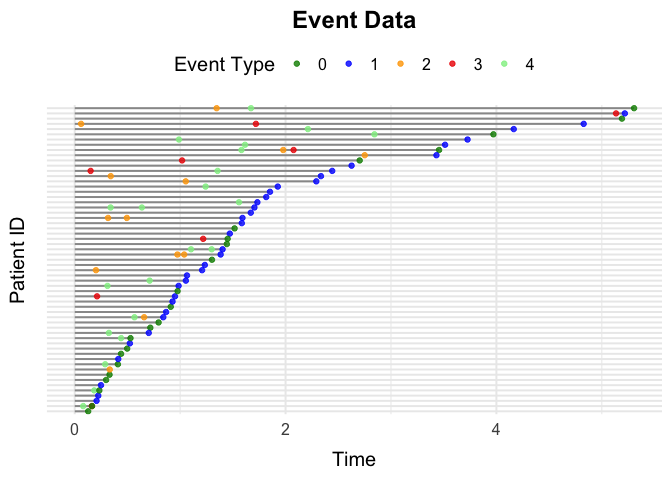 Event Data
Event Type 0 1 2 3 4
Patient ID
0 2 4
Time